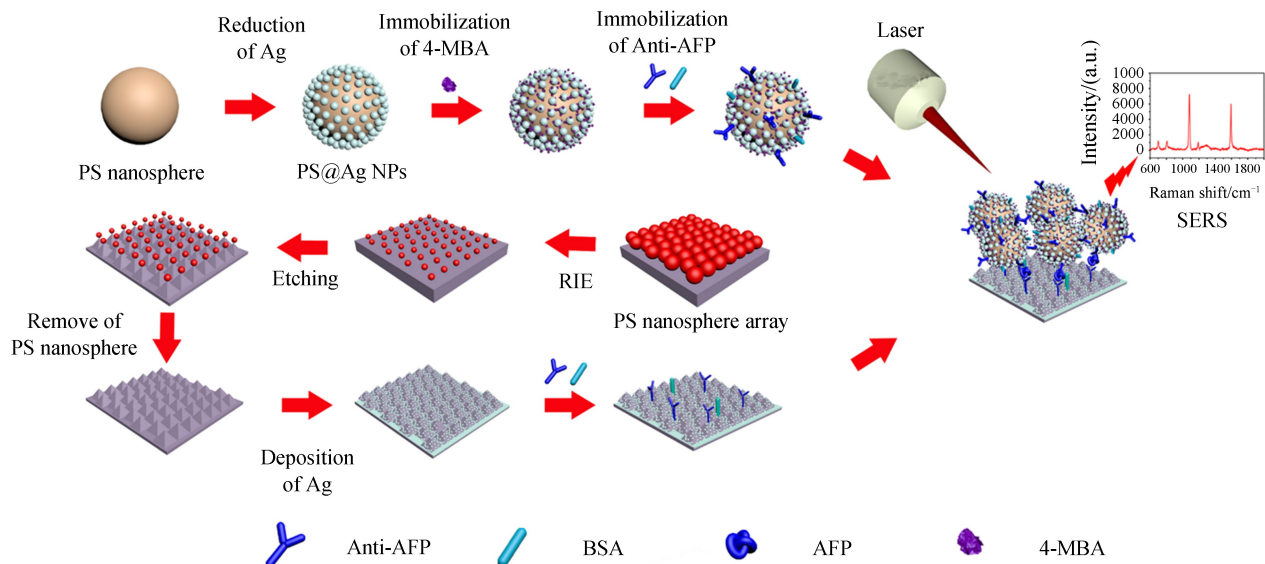 Reduction
of Ag
Immobilization
of 4-MBA
Immobilization
of Anti-AFP
Laser
PS nanosphere
PS@Ag NPs
Intensity/(a.u.)
1000
8000
6000
4000
2000
0
600
1000
1400
1800
Raman shift/cm⁻¹
SERS
Etching
RIE
PS nanosphere array
Remove of
PS nanosphere
Deposition
of Ag
Anti-AFP
BSA
AFP
4-MBA